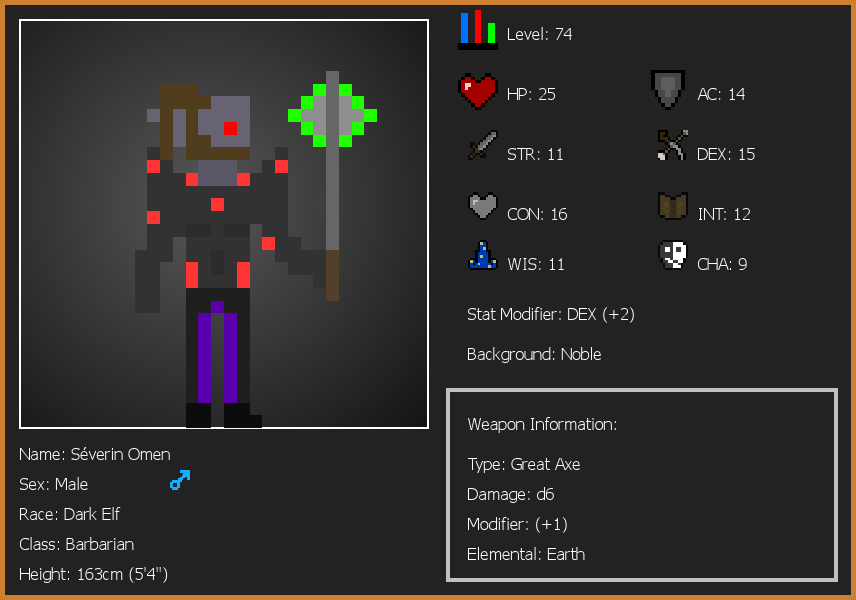 Level: 74
HP: 25
AC: 14
STR: 11
DEX: 15
CON: 16
INT: 12
WIS: 11
CHA: 9
Stat Modifier: DEX (+2)
Background: Noble
Weapon Information:
Type: Great Axe
Damage: d6
Modifier: (+1)
Elemental: Earth
Name: Séverin Omen
Sex: Male
Race: Dark Elf
Class: Barbarian
Height: 163cm (5'4")